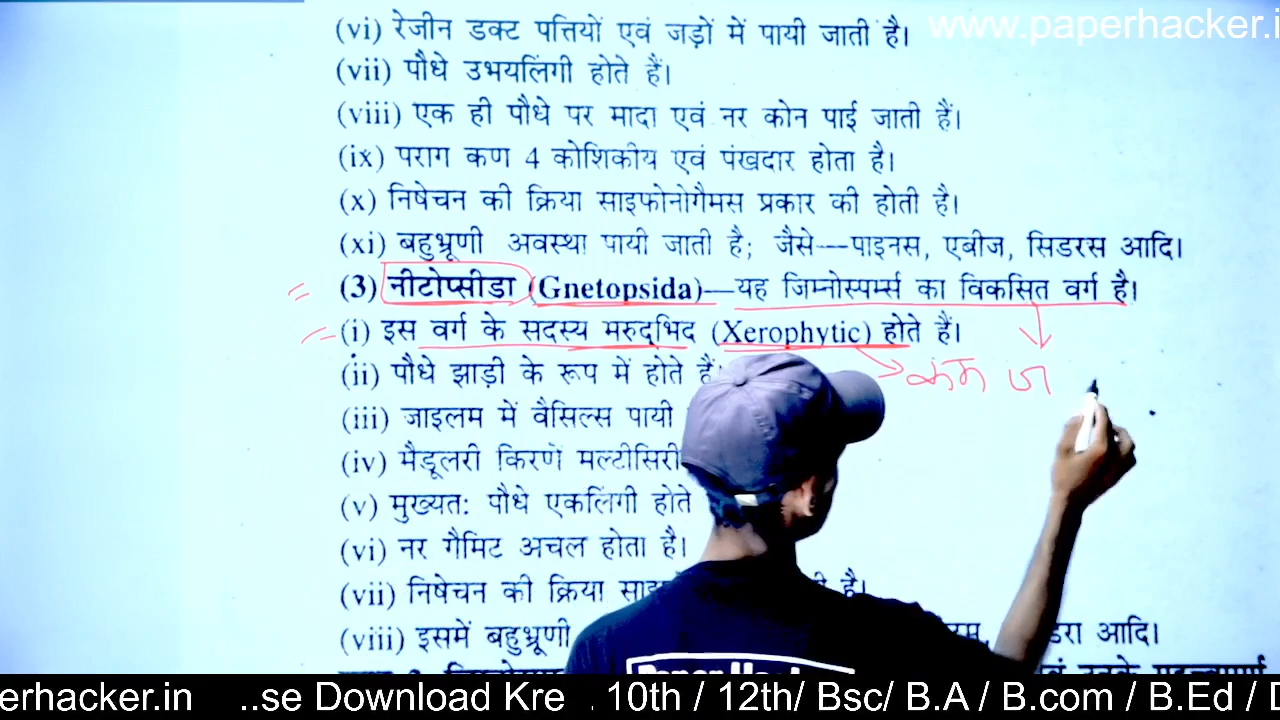 www.paperhacker.i
(vi) रेजीन डक्ट पत्तियों एवं जड़ों में पायी जाती है।
(vii) पौधे उभयलिंगी होते हैं।
(viii) एक ही पौधे पर मादा एवं नर कोन पाई जाती हैं।
(ix) पराग कण 4 कोशिकीय एवं पंखदार होता है।
(x) निषेचन की क्रिया साइफोनोगैमस प्रकार की होती है।
(xi) बहुभ्रूणी अवस्था पायी जाती है; जैसे—पाइनस, एबीज, सिडरस आदि।
(3) नीटोप्सीडा (Gnetopsida)—यह जिम्नोस्पर्म्स का विकसित वर्ग है।
(i) इस वर्ग के सदस्य मरुद्भिद (Xerophytic) होते हैं।
(ii) पौधे झाड़ी के रूप में होते हैं
कम ज
(iii) जाइलम में वैसिल्स पायी
(iv) मैडूलरी किरणें मल्टीसिरी
(v) मुख्यतः पौधे एकलिंगी होते
(vi) नर गैमिट अचल होता है।
(vii) निषेचन की क्रिया है।
(viii) इसमें बहुभ्रूणी आदि।
perhacker.in ..se Download Kre . 10th / 12th/ Bsc/ B.A / B.com / B.Ed /